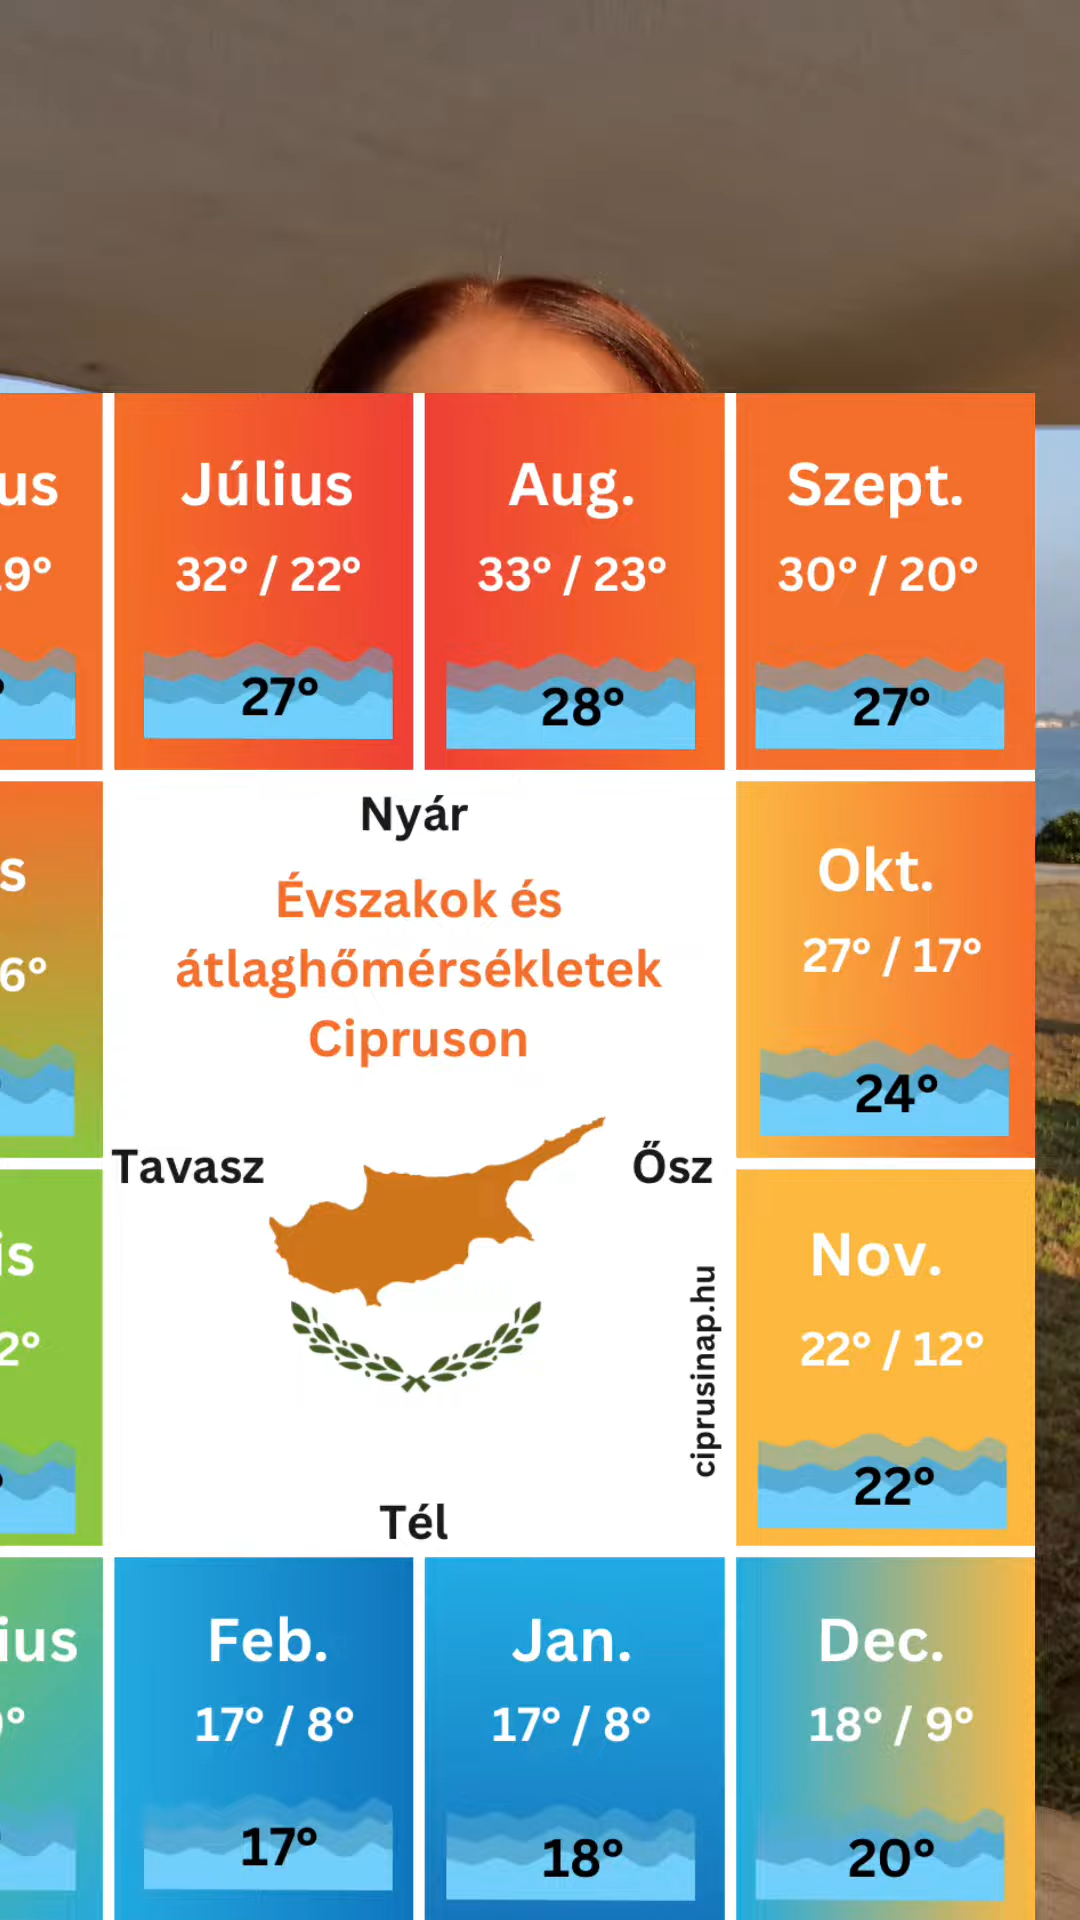 Július
Aug.
Szept.
32° / 22°
33° / 23°
30° / 20°
27°
28°
27°
Nyár
Évszakok és
átlaghőmérsékletek
Cipruson
Okt.
27° / 17°
24°
Tavasz
Ősz
ciprusinap.hu
Nov.
22° / 12°
22°
Tél
Feb.
Jan.
Dec.
17° / 8°
17° / 8°
18° / 9°
17°
18°
20°